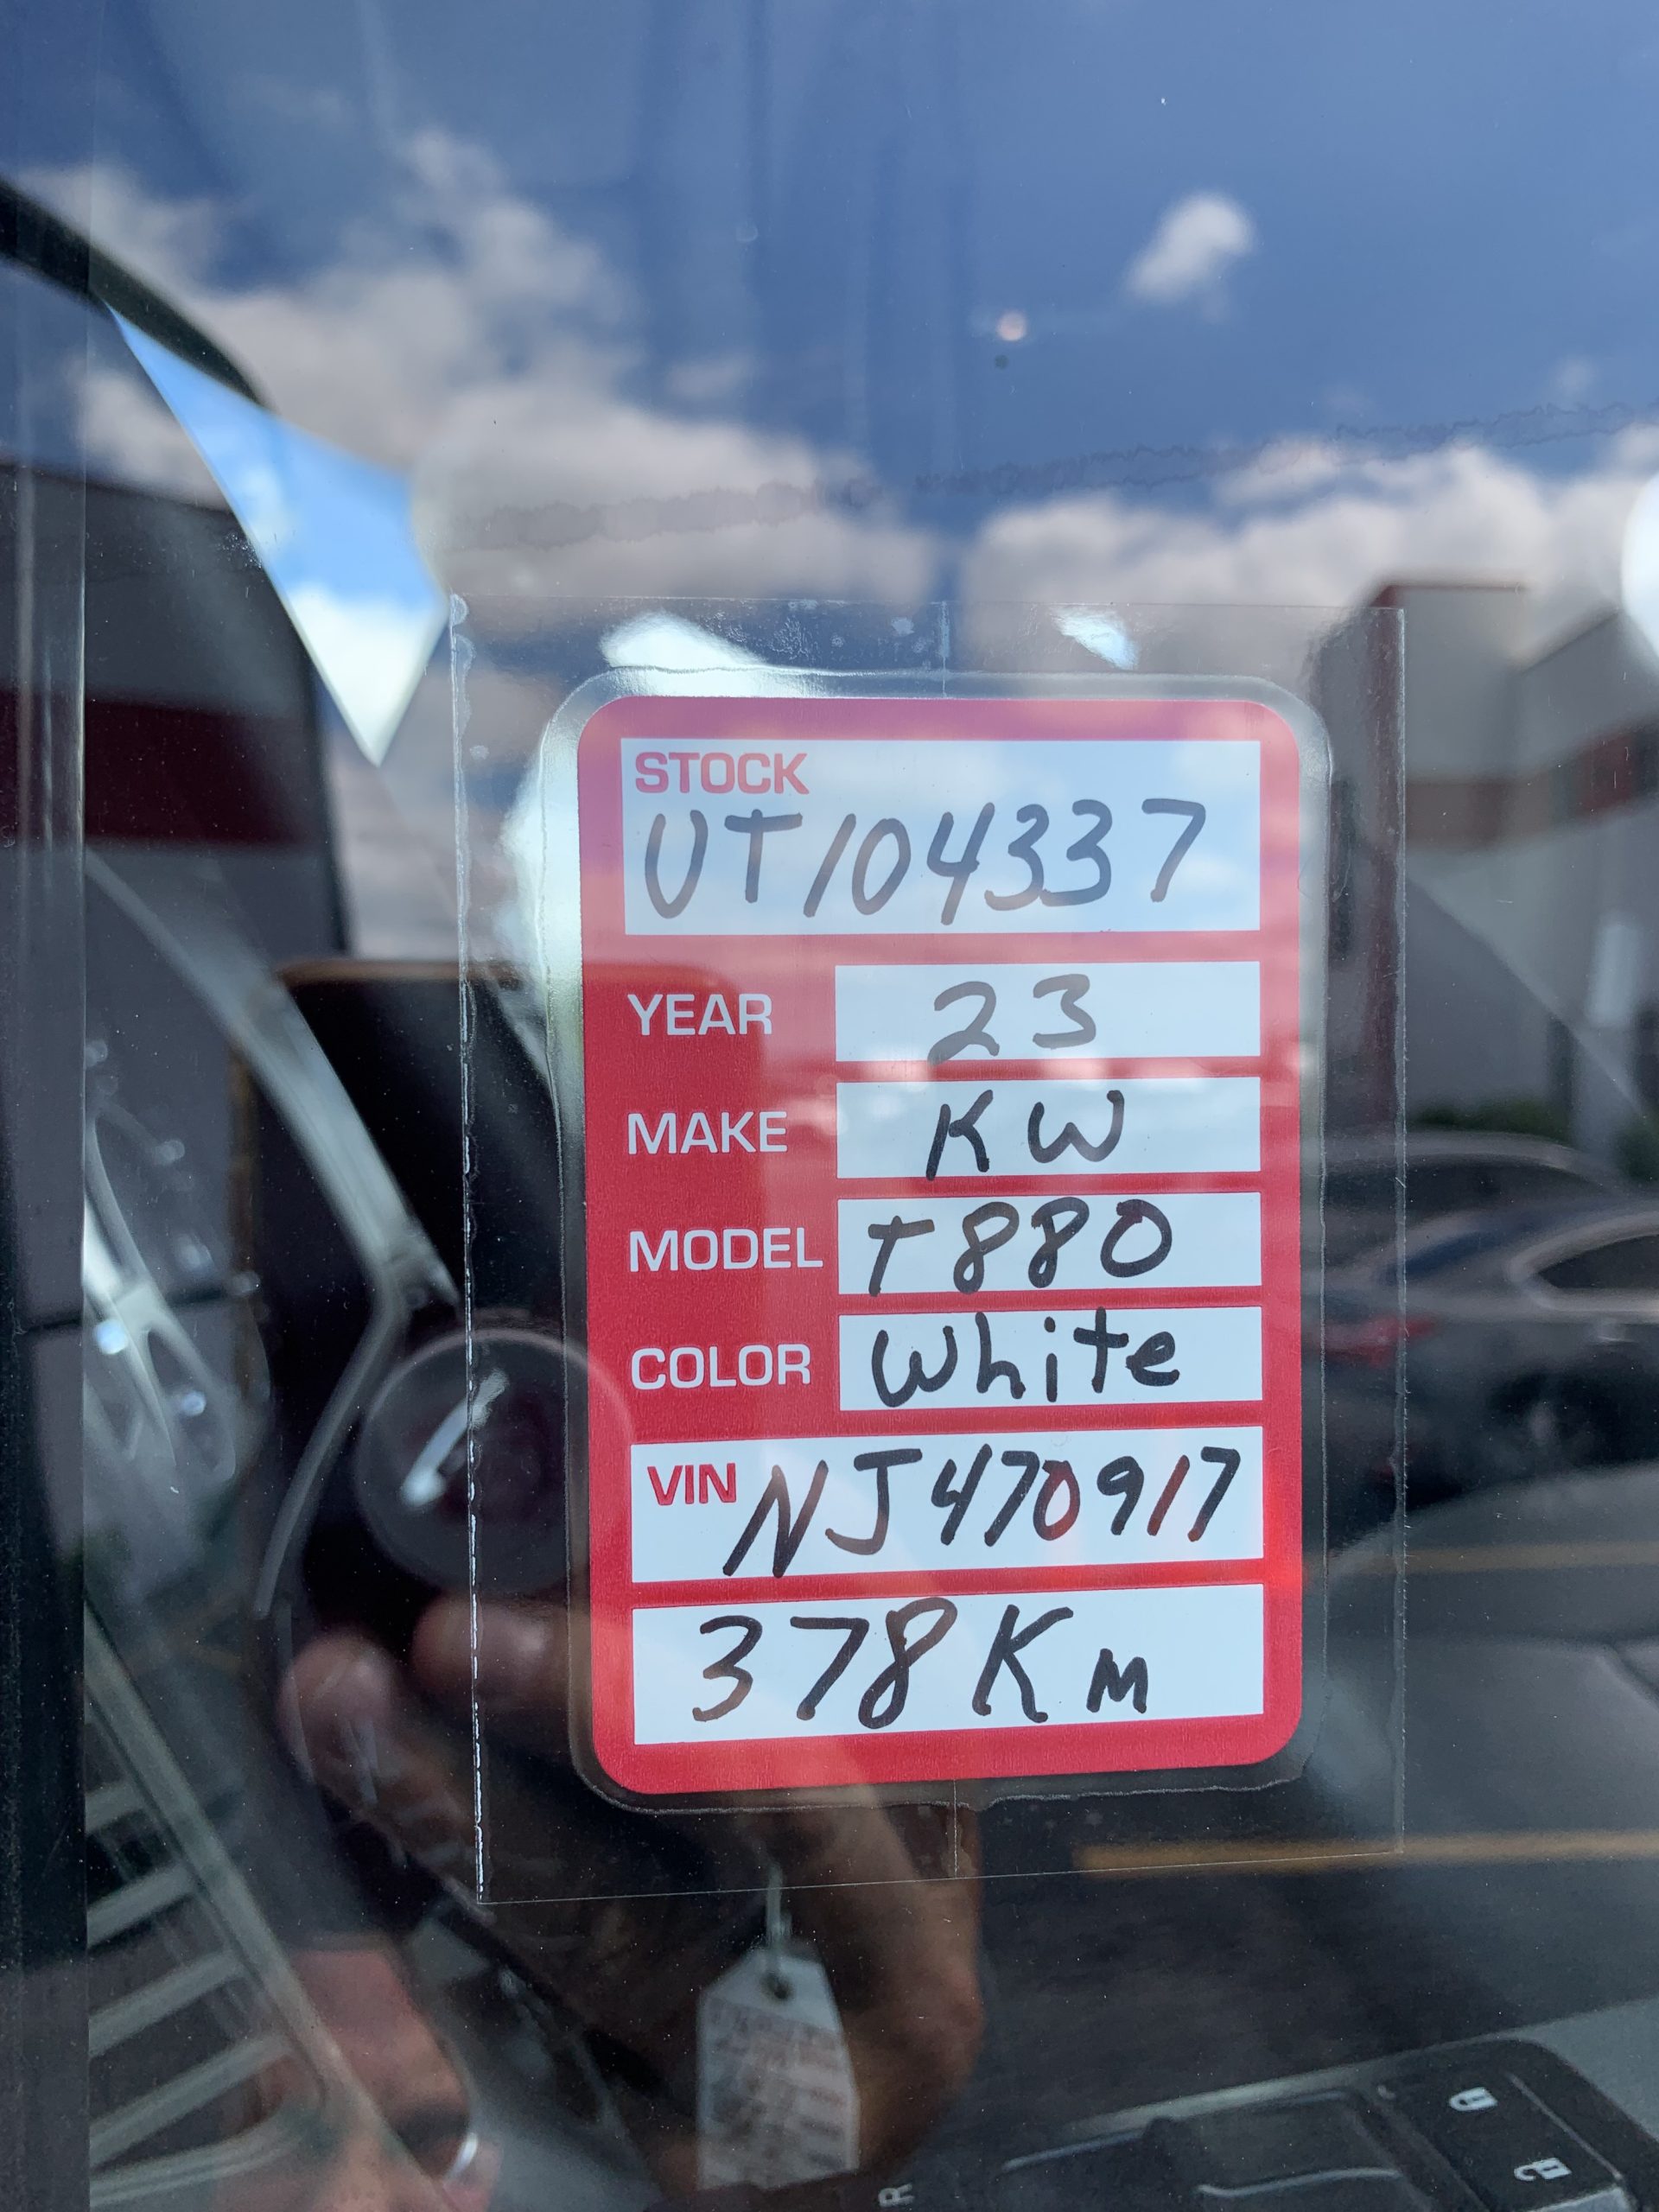 STOCK
UT104337
YEAR 23
MAKE KW
MODEL T880
COLOR White
VIN NJ470917
378 Km
R